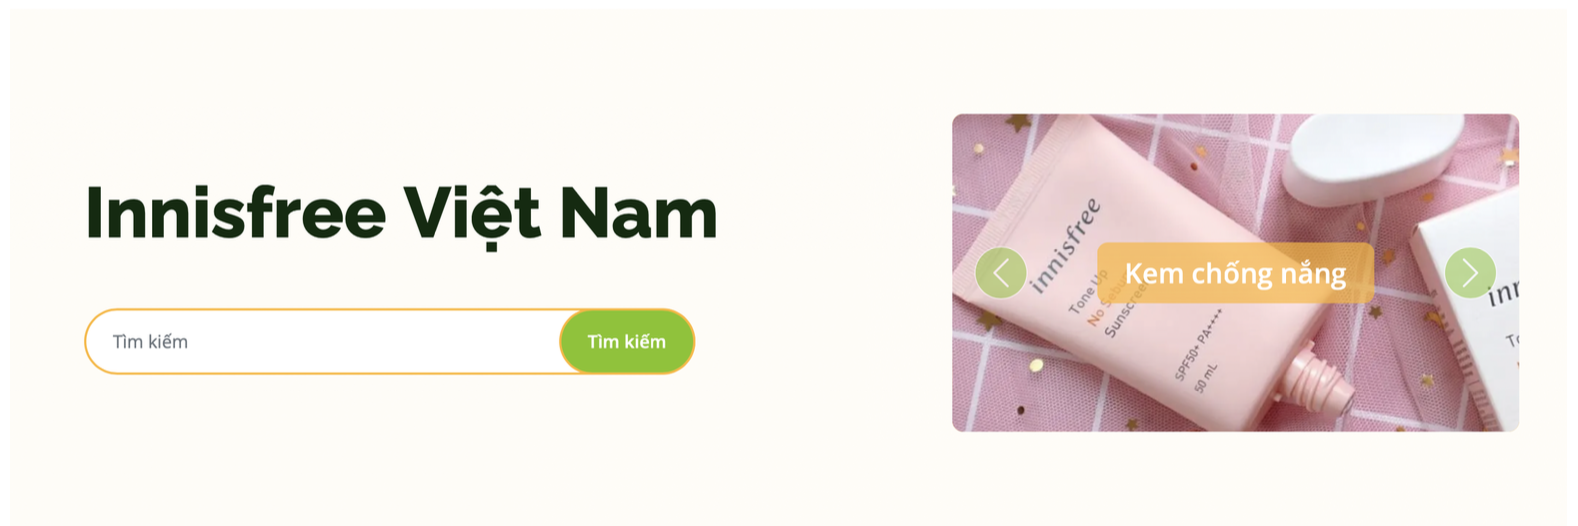 Innisfree Việt Nam
Tìm kiếm
Tìm kiếm
innisfree
Tone Up
No Sebum
Sunscreen
SPF50+ PA++++
50 mL
Kem chống nắng
inn
To